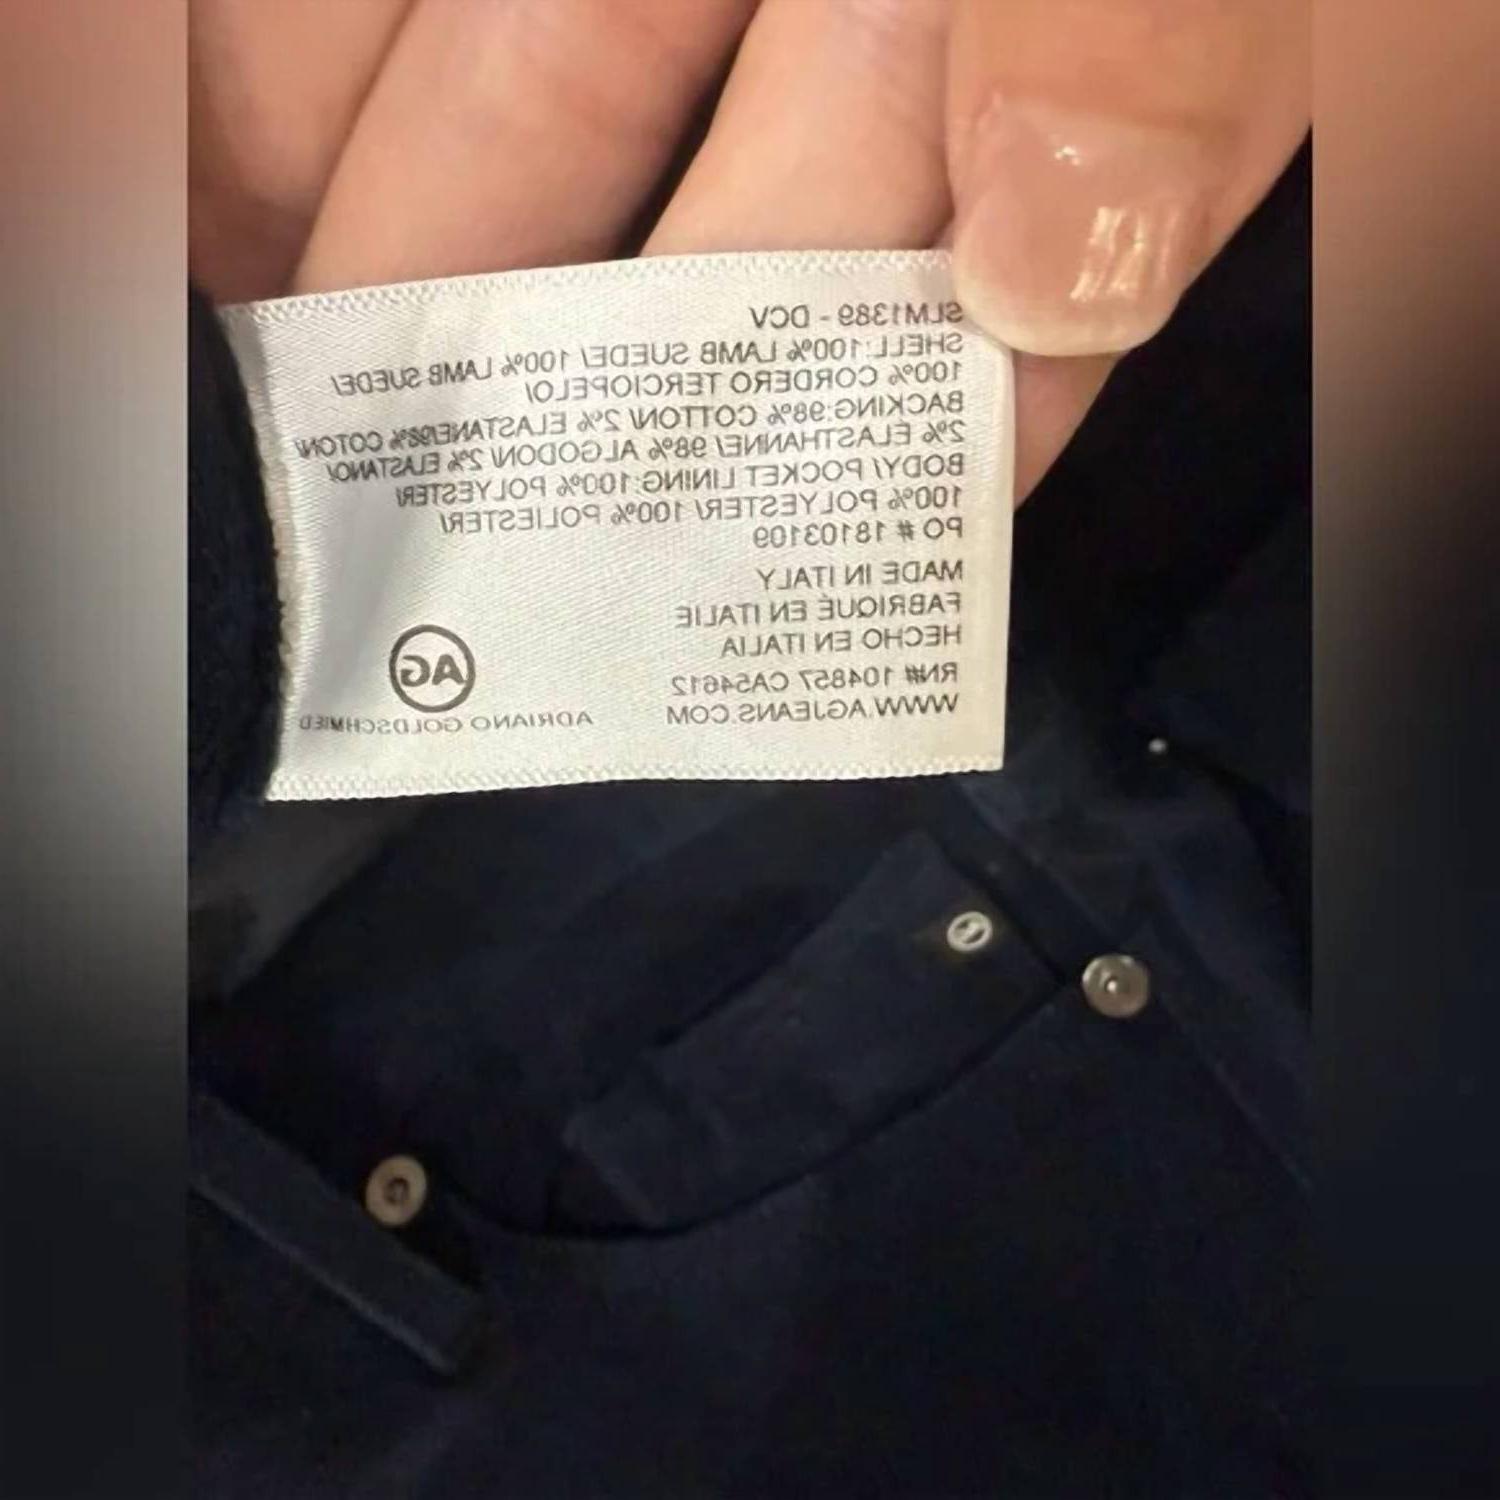 SLM1389 - DCV
SHELL:100% LAMB SUEDE/ 100% LAMB SUEDE/
100% CORDERO TERCIOPELO/
BACKING:98% COTTON/ 2% ELASTANE/98% COTON/
2% ELASTHANNE/ 98% ALGODON/ 2% ELASTANO/
BODY/ POCKET LINING:100% POLYESTER/
100% POLYESTER/ 100% POLIESTER/
PO # 18103109
MADE IN ITALY
FABRIQUÉ EN ITALIE
HECHO EN ITALIA
RN# 104857 CA54612
WWW.AGJEANS.COM
AG
ADRIANO GOLDSCHMIED